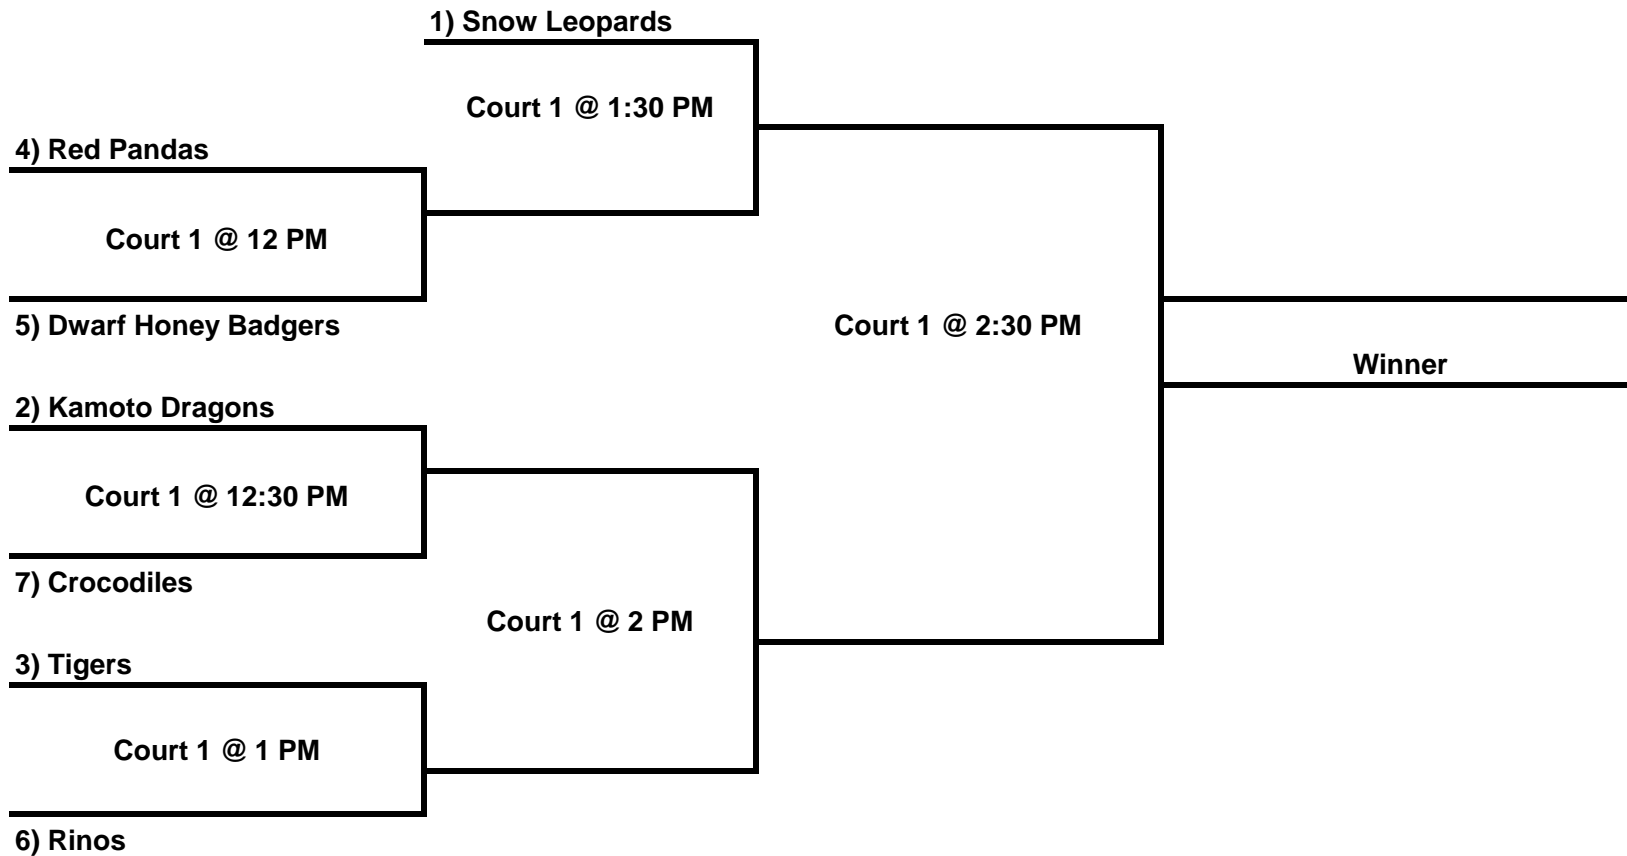 1) Snow Leopards
Court 1 @ 1:30 PM
4) Red Pandas
Court 1 @ 12 PM
5) Dwarf Honey Badgers
Court 1 @ 2:30 PM
Winner
2) Kamoto Dragons
Court 1 @ 12:30 PM
7) Crocodiles
Court 1 @ 2 PM
3) Tigers
Court 1 @ 1 PM
6) Rinos